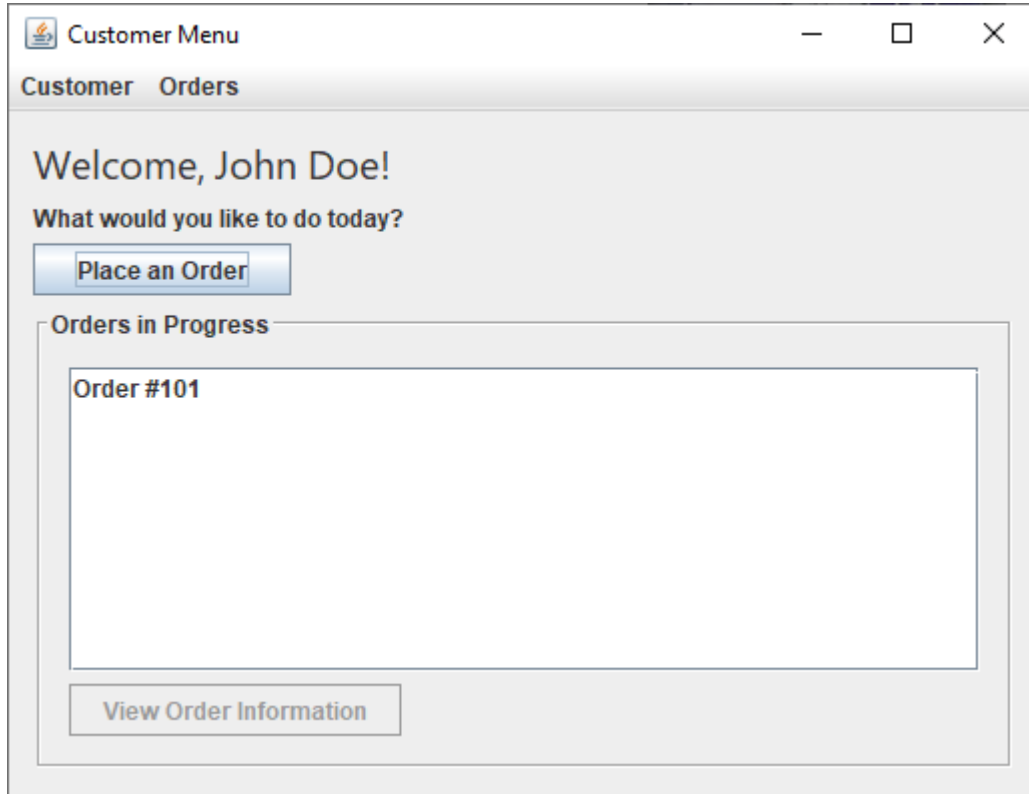 Customer Menu
Customer Orders
Welcome, John Doe!
What would you like to do today?
Place an Order
Orders in Progress
Order #101
View Order Information